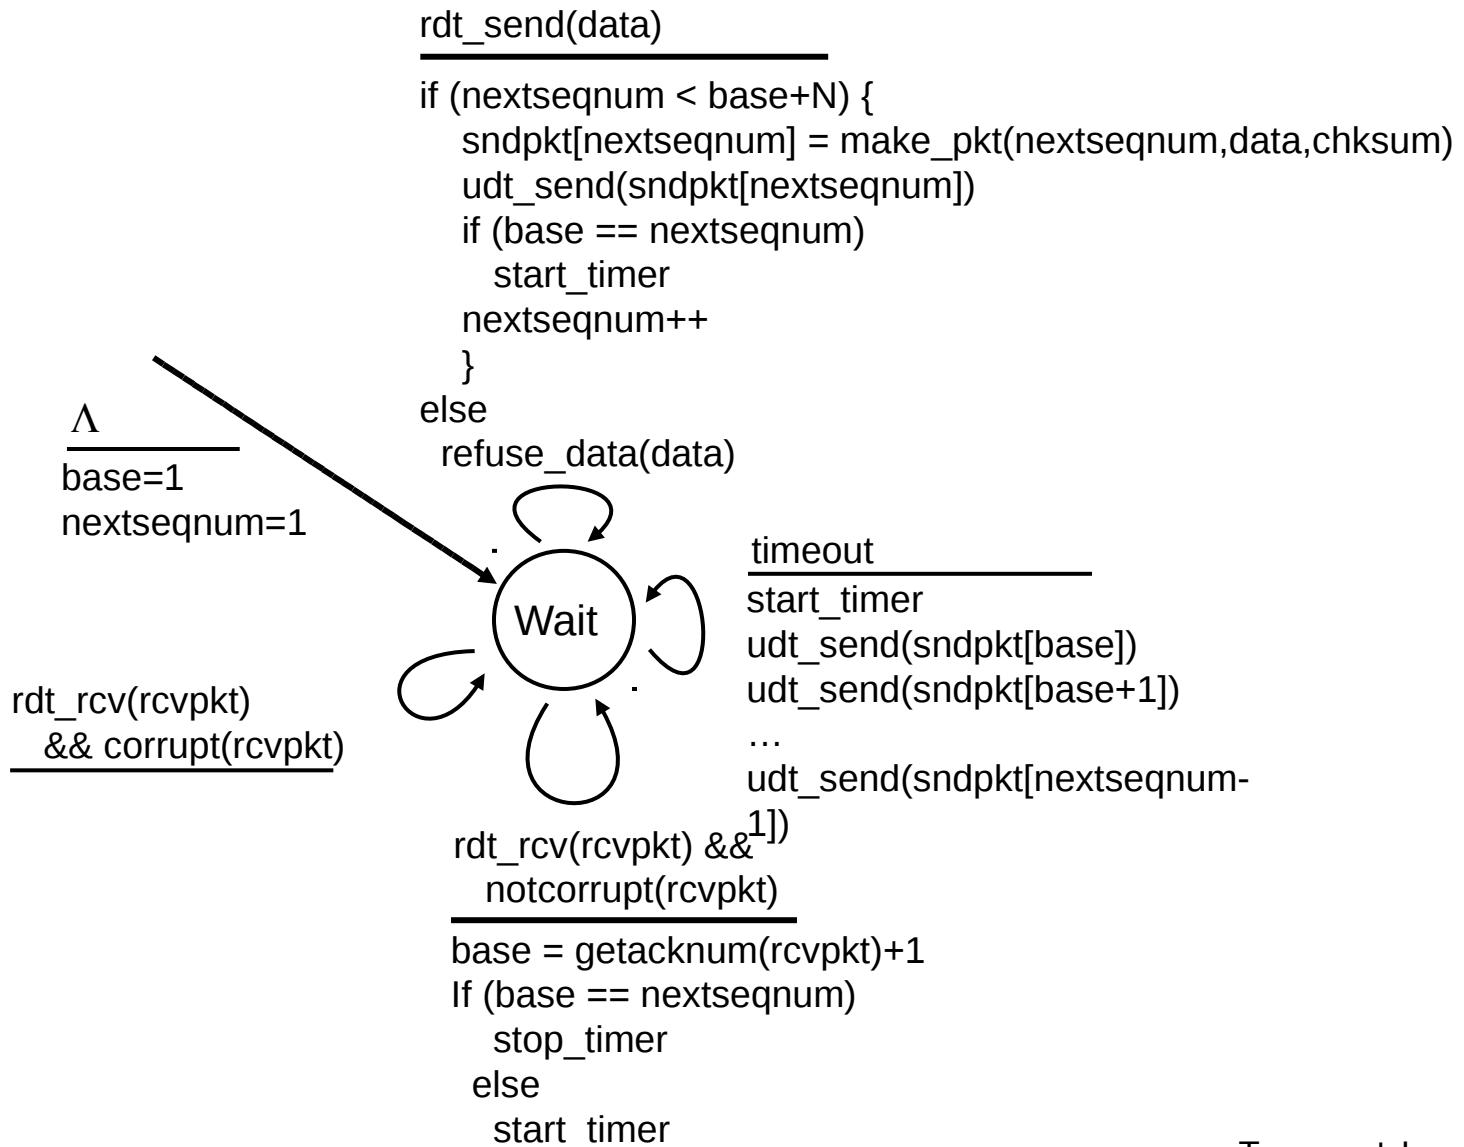 rdt_send(data)
if (nextseqnum < base+N) {
sndpkt[nextseqnum] = make_pkt(nextseqnum,data,chksum)
udt_send(sndpkt[nextseqnum])
if (base == nextseqnum)
start_timer
nextseqnum++
}
else
refuse_data(data)
Λ
base=1
nextseqnum=1
Wait
timeout
start_timer
udt_send(sndpkt[base])
udt_send(sndpkt[base+1])
…
udt_send(sndpkt[nextseqnum-
1])
rdt_rcv(rcvpkt)
&& corrupt(rcvpkt)
rdt_rcv(rcvpkt) &&
notcorrupt(rcvpkt)
base = getacknum(rcvpkt)+1
If (base == nextseqnum)
stop_timer
else
start_timer